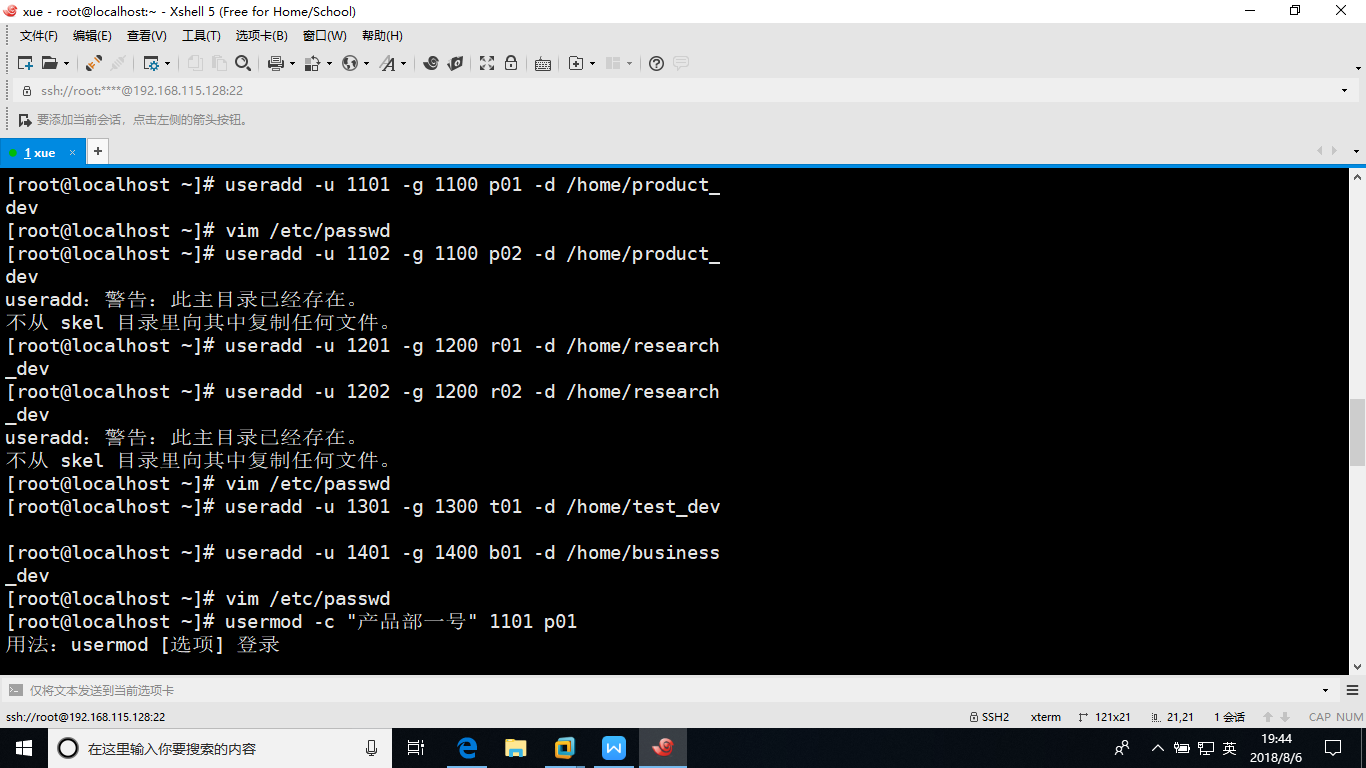 xue - root@localhost:~ - Xshell 5 (Free for Home/School)
文件(F) 编辑(E) 查看(V) 工具(T) 选项卡(B) 窗口(W) 帮助(H)
ssh://root:****@192.168.115.128:22
要添加当前会话，点击左侧的箭头按钮。
1 xue × +
[root@localhost ~]# useradd -u 1101 -g 1100 p01 -d /home/product_
dev
[root@localhost ~]# vim /etc/passwd
[root@localhost ~]# useradd -u 1102 -g 1100 p02 -d /home/product_
dev
useradd：警告：此主目录已经存在。
不从 skel 目录里向其中复制任何文件。
[root@localhost ~]# useradd -u 1201 -g 1200 r01 -d /home/research
_dev
[root@localhost ~]# useradd -u 1202 -g 1200 r02 -d /home/research
_dev
useradd：警告：此主目录已经存在。
不从 skel 目录里向其中复制任何文件。
[root@localhost ~]# vim /etc/passwd
[root@localhost ~]# useradd -u 1301 -g 1300 t01 -d /home/test_dev
[root@localhost ~]# useradd -u 1401 -g 1400 b01 -d /home/business
_dev
[root@localhost ~]# vim /etc/passwd
[root@localhost ~]# usermod -c "产品部一号" 1101 p01
用法：usermod [选项] 登录
仅将文本发送到当前选项卡
ssh://root@192.168.115.128:22 SSH2 xterm 121x21 21,21 1 会话 CAP NUM
在这里输入你要搜索的内容
英
19:44
2018/8/6